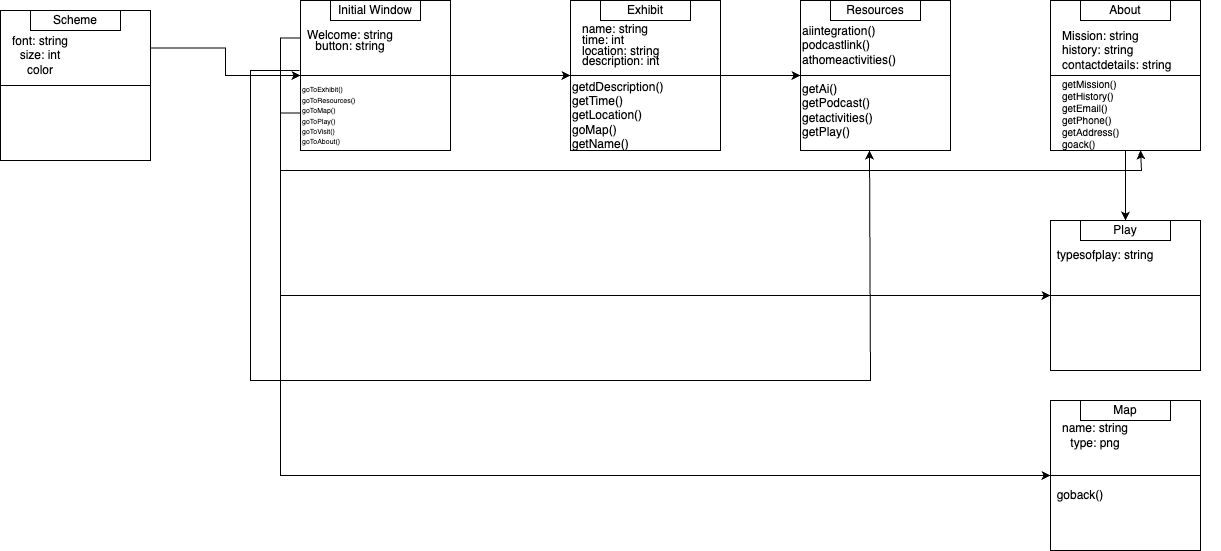 Scheme
font: string
size: int
color
Initial Window
Welcome: string
button: string
goToExhibit()
goToResources()
goToMap()
goToPlay()
goToVisit()
goToAbout()
Exhibit
name: string
time: int
location: string
description: int
getdDescription()
getTime()
getLocation()
goMap()
getName()
Resources
aiintegration()
podcastlink()
athomeactivities()
getAi()
getPodcast()
getactivities()
getPlay()
About
Mission: string
history: string
contactdetails: string
getMission()
getHistory()
getEmail()
getPhone()
getAddress()
goack()
Play
typesofplay: string
Map
name: string
type: png
goback()